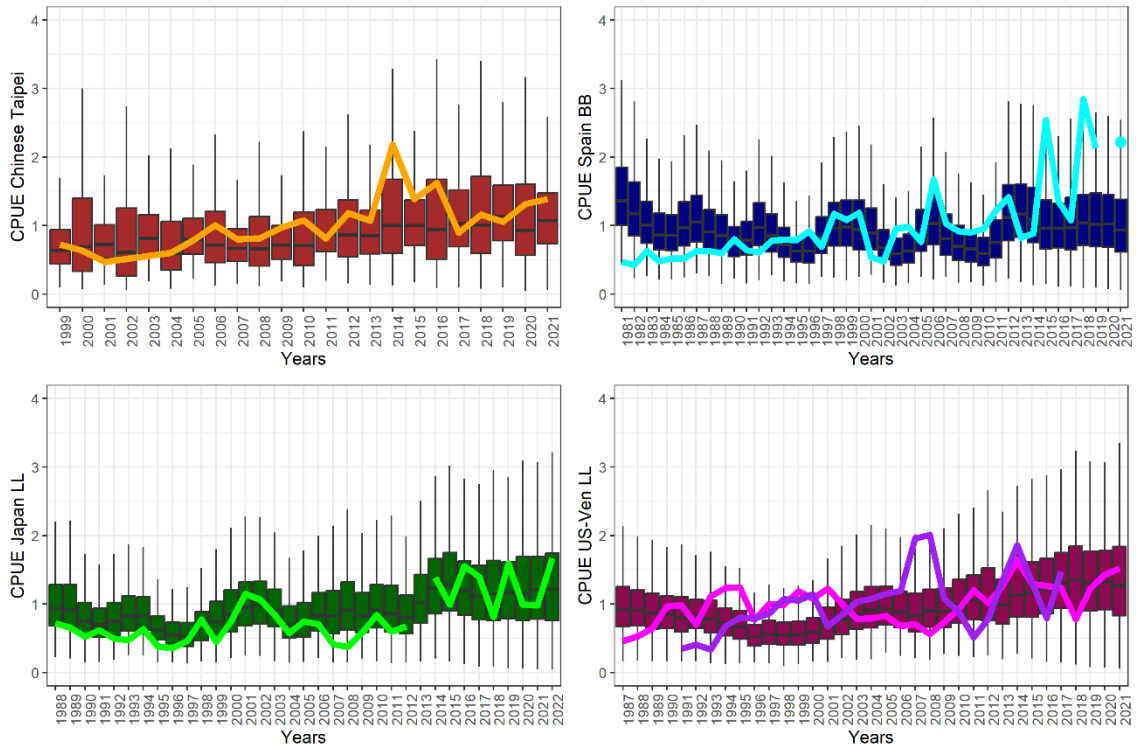 CPUE Chinese Taipei
4
3
2
1
0
1999 2000 2001 2002 2003 2004 2005 2006 2007 2008 2009 2010 2011 2012 2013 2014 2015 2016 2017 2018 2019 2020 2021
Years
CPUE Spain BB
4
3
2
1
0
1981 1982 1983 1984 1985 1986 1987 1988 1989 1990 1991 1992 1993 1994 1995 1996 1997 1998 1999 2000 2001 2002 2003 2004 2005 2006 2007 2008 2009 2010 2011 2012 2013 2014 2015 2016 2017 2018 2019 2020 2021
Years
CPUE Japan LL
4
3
2
1
0
1988 1989 1990 1991 1992 1993 1994 1995 1996 1997 1998 1999 2000 2001 2002 2003 2004 2005 2006 2007 2008 2009 2010 2011 2012 2013 2014 2015 2016 2017 2018 2019 2020 2021 2022
Years
CPUE US-Ven LL
4
3
2
1
0
1987 1988 1989 1990 1991 1992 1993 1994 1995 1996 1997 1998 1999 2000 2001 2002 2003 2004 2005 2006 2007 2008 2009 2010 2011 2012 2013 2014 2015 2016 2017 2018 2019 2020 2021
Years